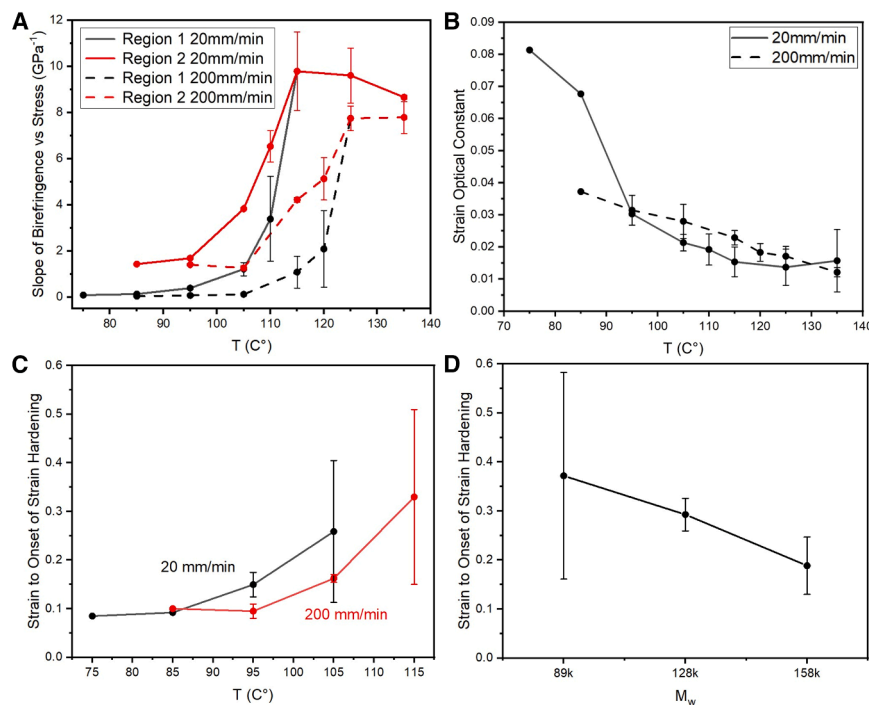 A
Slope of Birefringence vs Stress (GPa⁻¹)
12
10
8
6
4
2
0
Region 1 20mm/min
Region 2 20mm/min
Region 1 200mm/min
Region 2 200mm/min
80 90 100 110 120 130 140
T (C°)
B
Strain Optical Constant
0.09
0.08
0.07
0.06
0.05
0.04
0.03
0.02
0.01
0.00
20mm/min
200mm/min
70 80 90 100 110 120 130 140
T (C°)
C
Strain to Onset of Strain Hardening
0.6
0.5
0.4
0.3
0.2
0.1
0.0
20 mm/min
200 mm/min
75 85 95 105 115
75 80 85 90 95 100 105 110 115
T (C°)
D
Strain to Onset of Strain Hardening
0.6
0.5
0.4
0.3
0.2
0.1
0.0
89k 128k 158k
M_w